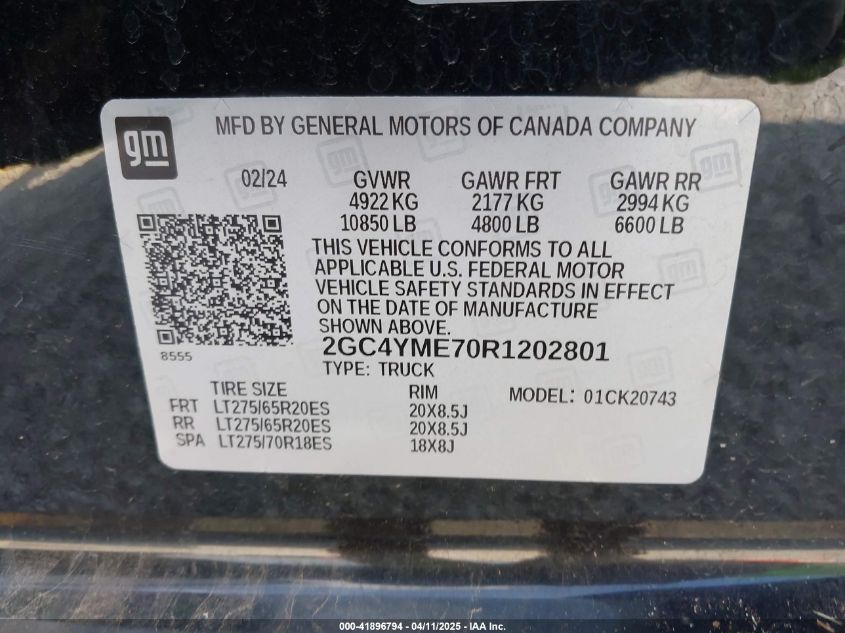 gm
MFD BY GENERAL MOTORS OF CANADA COMPANY
02/24 GVWR GAWR FRT GAWR RR
4922 KG 2177 KG 2994 KG
10850 LB 4800 LB 6600 LB
THIS VEHICLE CONFORMS TO ALL
APPLICABLE U.S. FEDERAL MOTOR
VEHICLE SAFETY STANDARDS IN EFFECT
ON THE DATE OF MANUFACTURE
SHOWN ABOVE.
8555
2GC4YME70R1202801
TYPE: TRUCK
TIRE SIZE RIM MODEL: 01CK20743
FRT LT275/65R20ES 20X8.5J
RR LT275/65R20ES 20X8.5J
SPA LT275/70R18ES 18X8J
000-41896794 - 04/11/2025 - IAA Inc.